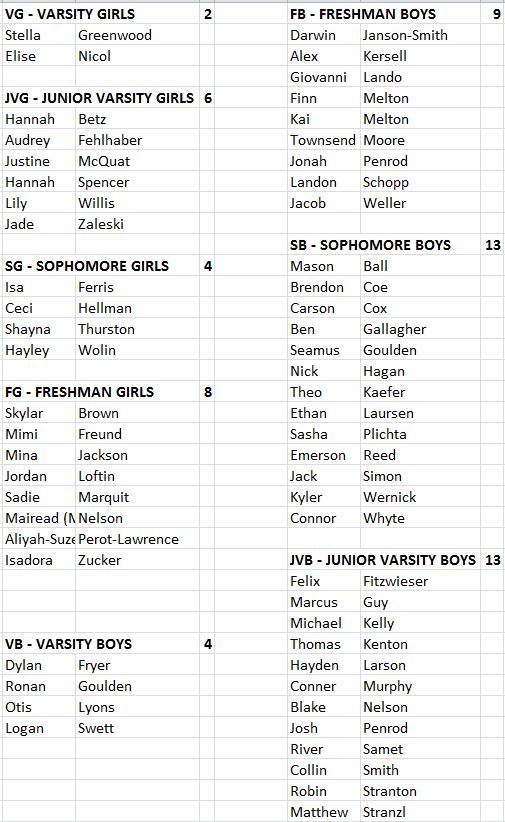 VG - VARSITY GIRLS 2
Stella Greenwood
Elise Nicol
JVG - JUNIOR VARSITY GIRLS 6
Hannah Betz
Audrey Fehlhaber
Justine McQuat
Hannah Spencer
Lily Willis
Jade Zaleski
SG - SOPHOMORE GIRLS 4
Isa Ferris
Ceci Hellman
Shayna Thurston
Hayley Wolin
FG - FRESHMAN GIRLS 8
Skylar Brown
Mimi Freund
Mina Jackson
Jordan Loftin
Sadie Marquit
Mairead (M Nelson
Aliyah-Suze Perot-Lawrence
Isadora Zucker
VB - VARSITY BOYS 4
Dylan Fryer
Ronan Goulden
Otis Lyons
Logan Swett
FB - FRESHMAN BOYS 9
Darwin Janson-Smith
Alex Kersell
Giovanni Lando
Finn Melton
Kai Melton
Townsend Moore
Jonah Penrod
Landon Schopp
Jacob Weller
SB - SOPHOMORE BOYS 13
Mason Ball
Brendon Coe
Carson Cox
Ben Gallagher
Seamus Goulden
Nick Hagan
Theo Kaefer
Ethan Laursen
Sasha Plichta
Emerson Reed
Jack Simon
Kyler Wernick
Connor Whyte
JVB - JUNIOR VARSITY BOYS 13
Felix Fitzwieser
Marcus Guy
Michael Kelly
Thomas Kenton
Hayden Larson
Conner Murphy
Blake Nelson
Josh Penrod
River Samet
Collin Smith
Robin Stranton
Matthew Stranzl